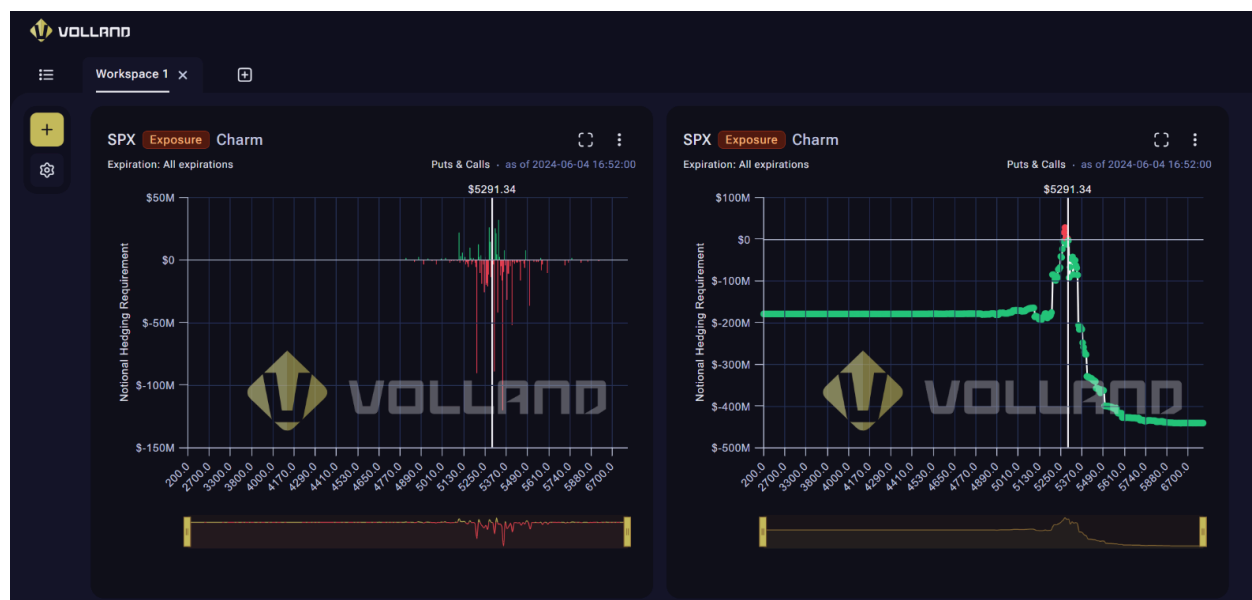 VOLLAND
Workspace 1
SPX Exposure Charm
Expiration: All expirations
Puts & Calls · as of 2024-06-04 16:52:00
$5291.34
Notional Hedging Requirement
$50M
$0
$-50M
$-100M
$-150M
VOLLAND
200.0 2700.0 3300.0 3800.0 4000.0 4170.0 4290.0 4410.0 4530.0 4650.0 4770.0 4890.0 5010.0 5130.0 5250.0 5370.0 5490.0 5610.0 5740.0 5880.0 6700.0
SPX Exposure Charm
Expiration: All expirations
Puts & Calls · as of 2024-06-04 16:52:00
$5291.34
Notional Hedging Requirement
$100M
$0
$-100M
$-200M
$-300M
$-400M
$-500M
VOLLAND
200.0 2700.0 3300.0 3800.0 4000.0 4170.0 4290.0 4410.0 4530.0 4650.0 4770.0 4890.0 5010.0 5130.0 5250.0 5370.0 5490.0 5610.0 5740.0 5880.0 6700.0